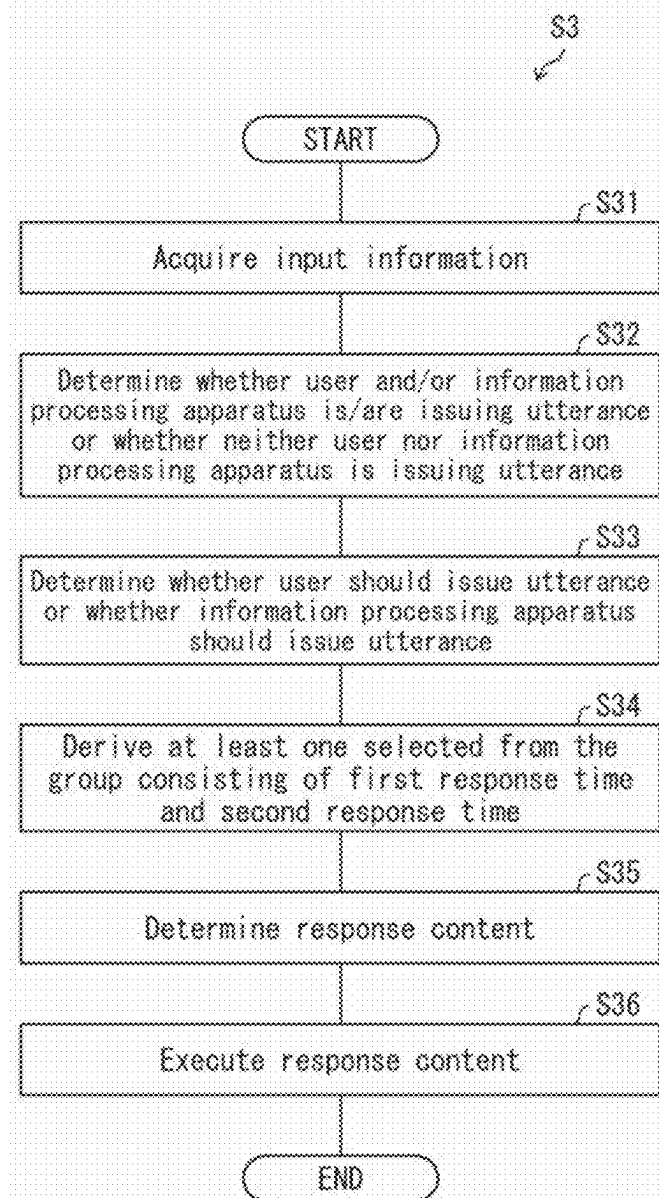 S3
START
S31
Acquire input information
S32
Determine whether user and/or information
processing apparatus is/are issuing utterance
or whether neither user nor information
processing apparatus is issuing utterance
S33
Determine whether user should issue utterance
or whether information processing apparatus
should issue utterance
S34
Derive at least one selected from the
group consisting of first response time
and second response time
S35
Determine response content
S36
Execute response content
END